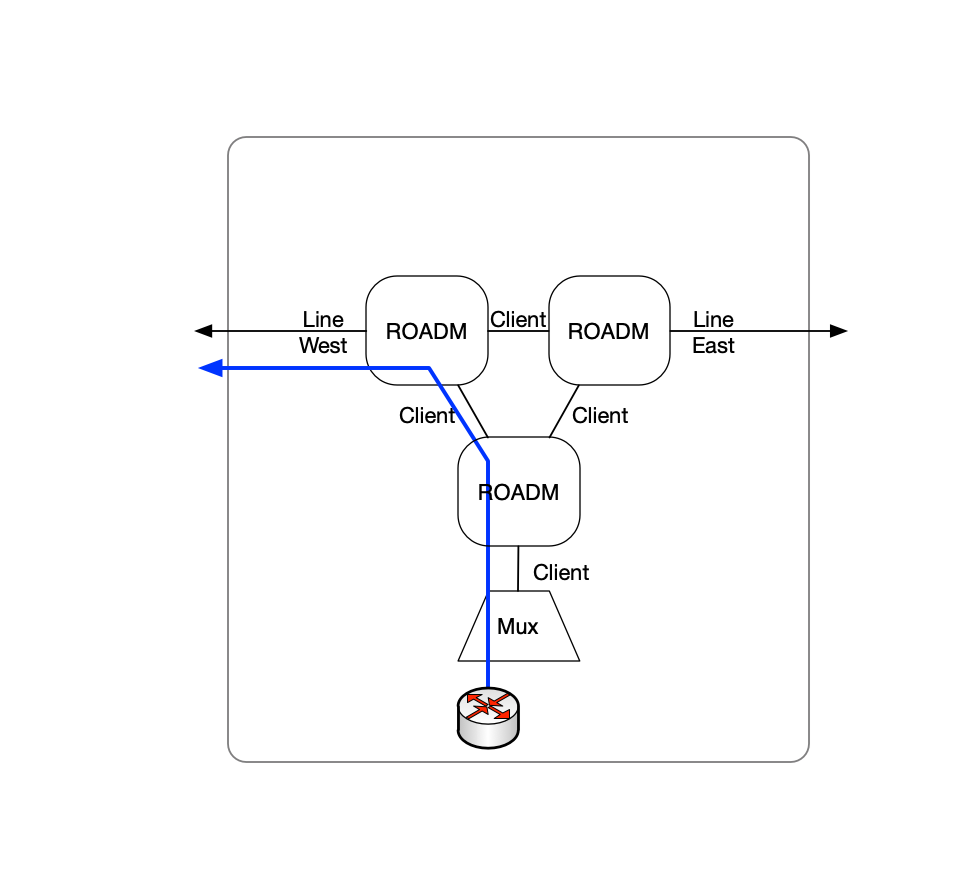 Line
West
ROADM
Client
ROADM
Line
East
Client
Client
ROADM
Client
Mux